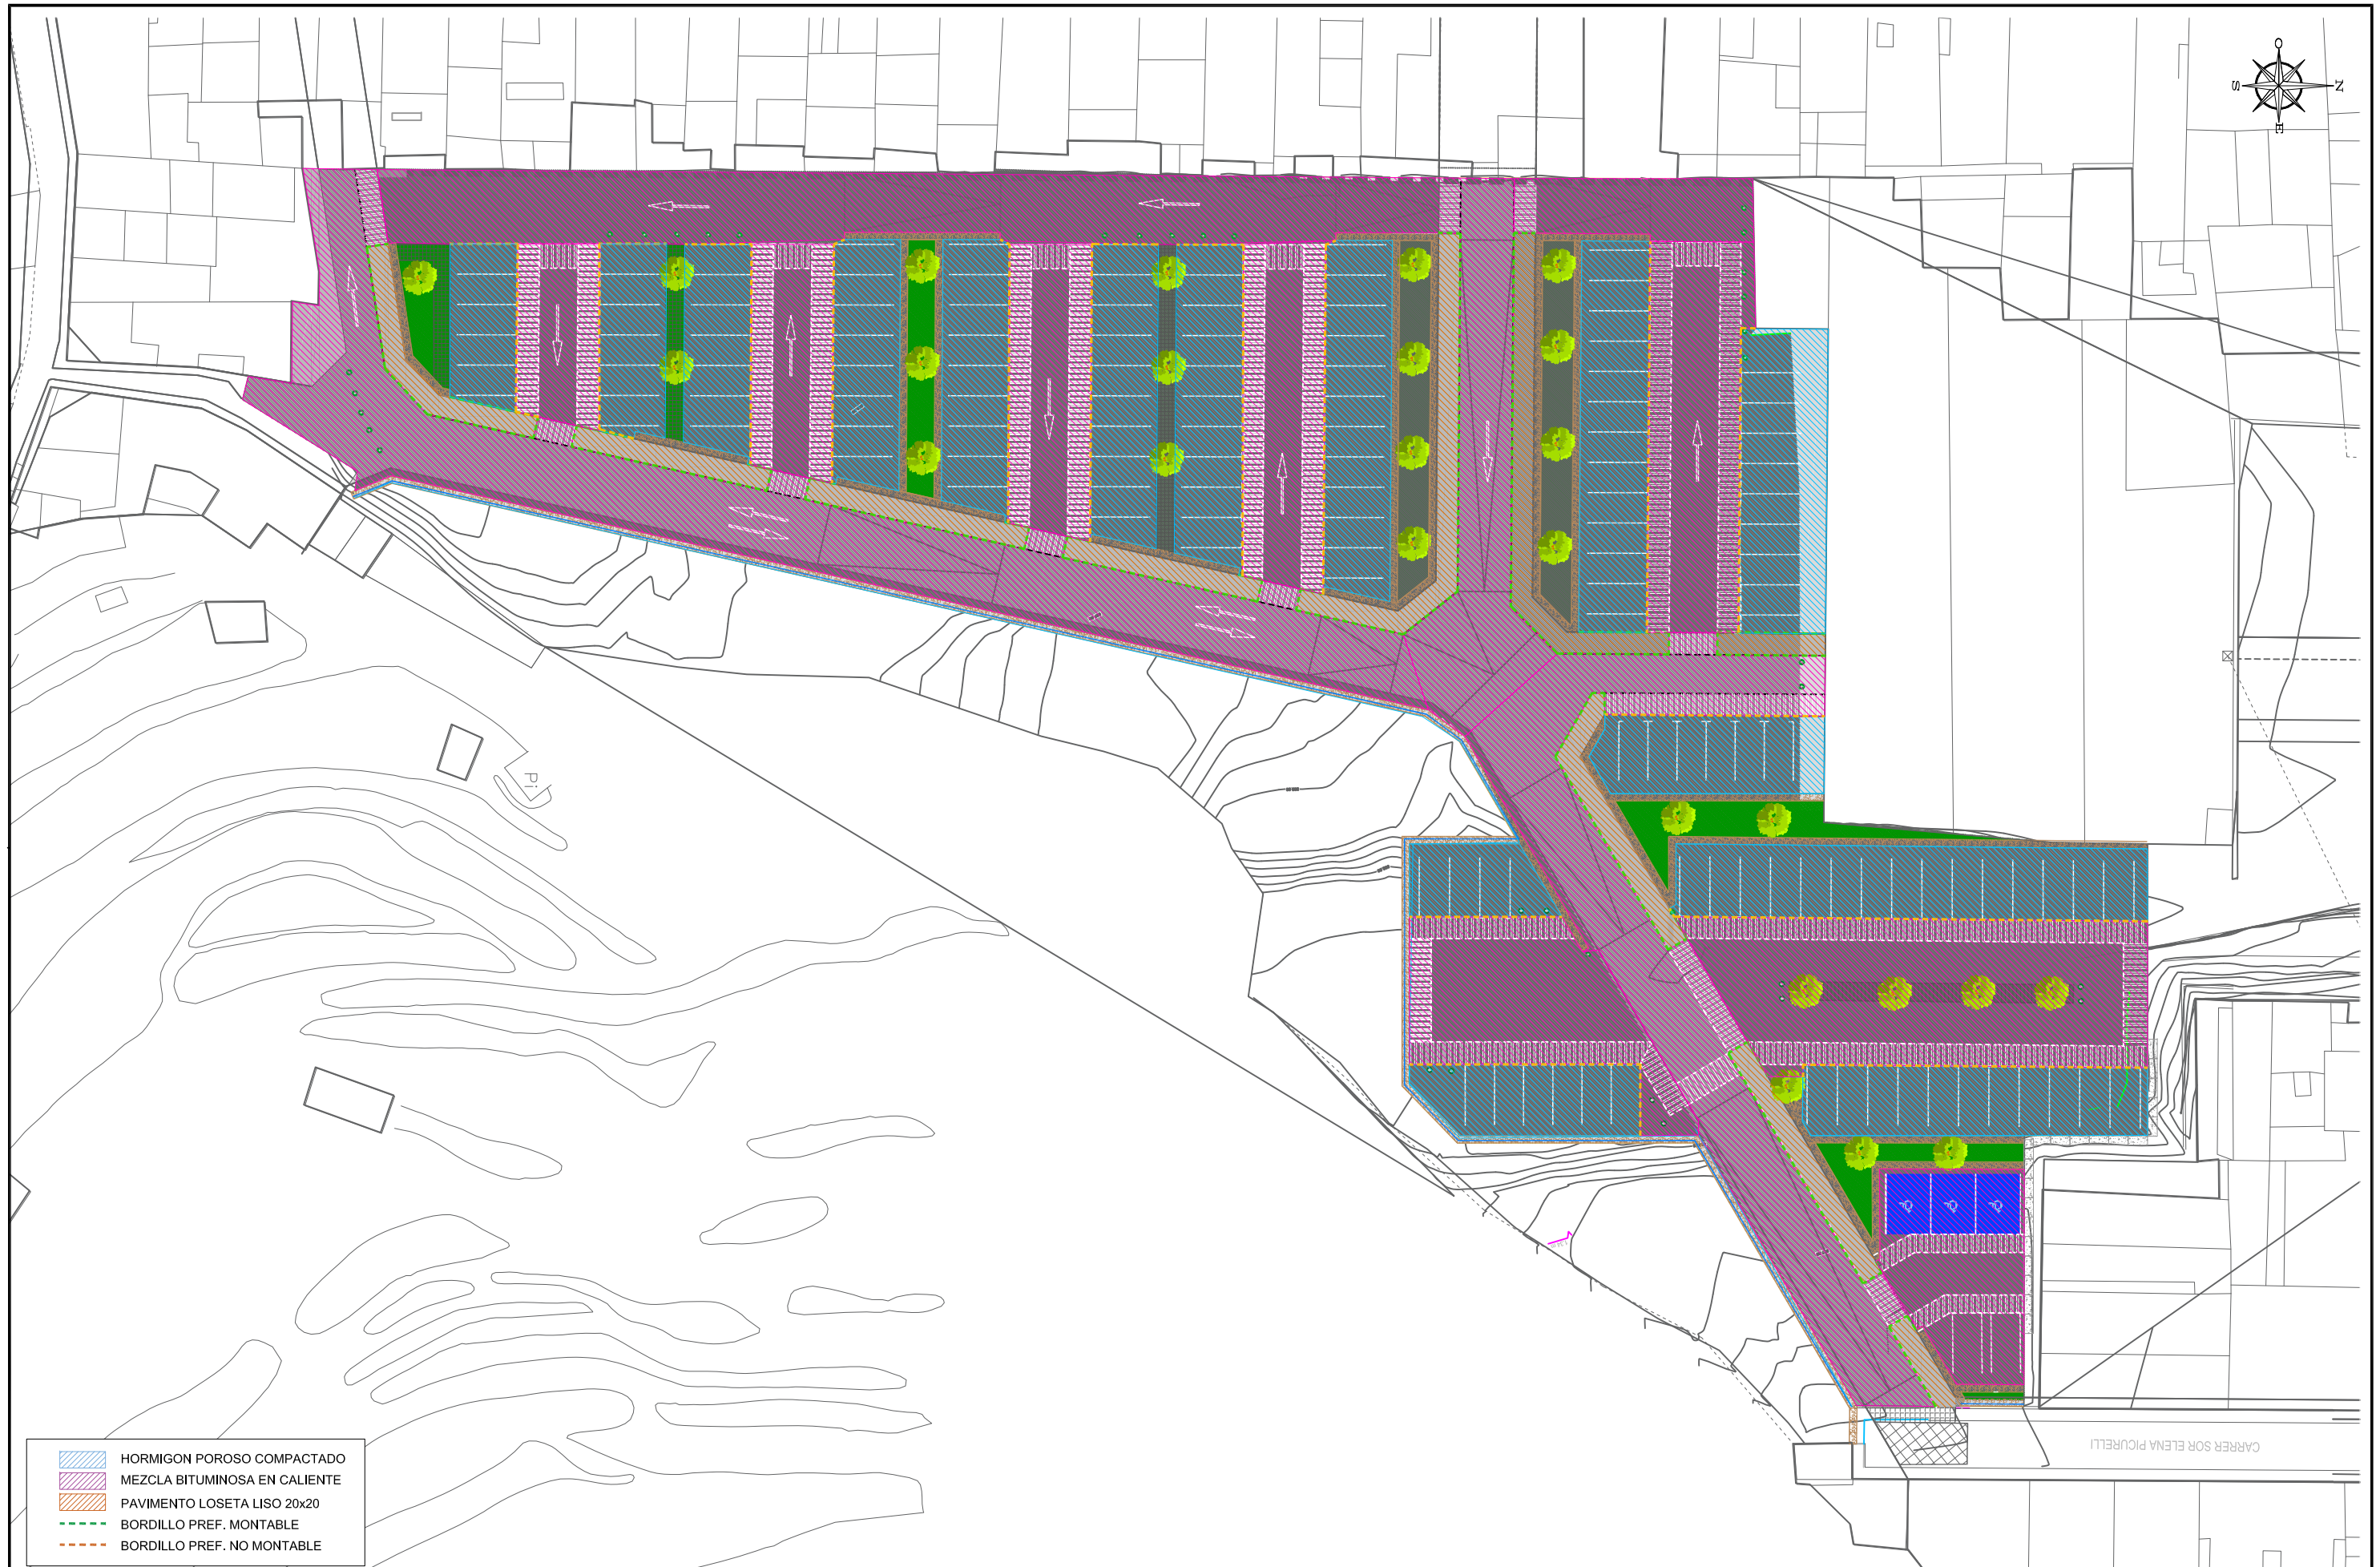 O
S
N
E
Pi
CARRER SOR ELENA PICURELLI
HORMIGON POROSO COMPACTADO
MEZCLA BITUMINOSA EN CALIENTE
PAVIMENTO LOSETA LISO 20x20
BORDILLO PREF. MONTABLE
BORDILLO PREF. NO MONTABLE